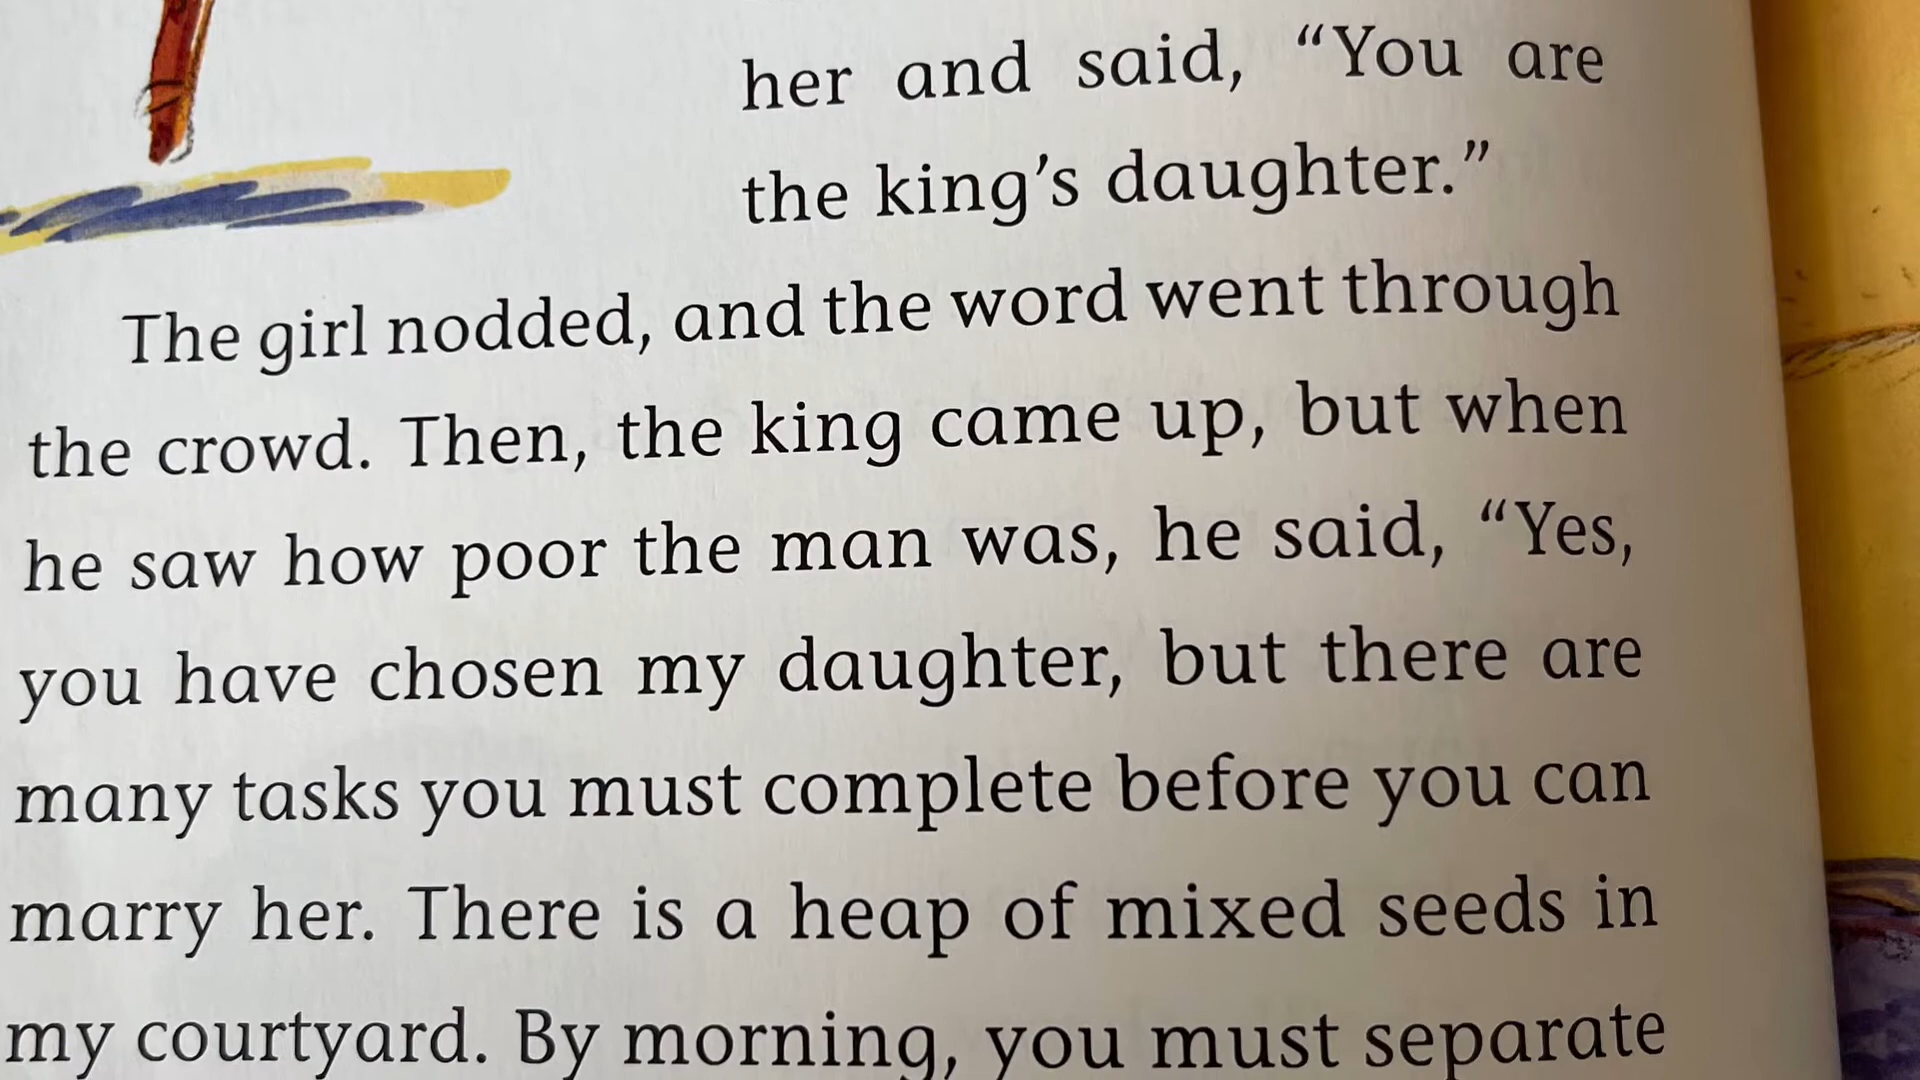 her and said, “You are
the king’s daughter.”
The girl nodded, and the word went through
the crowd. Then, the king came up, but when
he saw how poor the man was, he said, “Yes,
you have chosen my daughter, but there are
many tasks you must complete before you can
marry her. There is a heap of mixed seeds in
my courtyard. By morning, you must separate